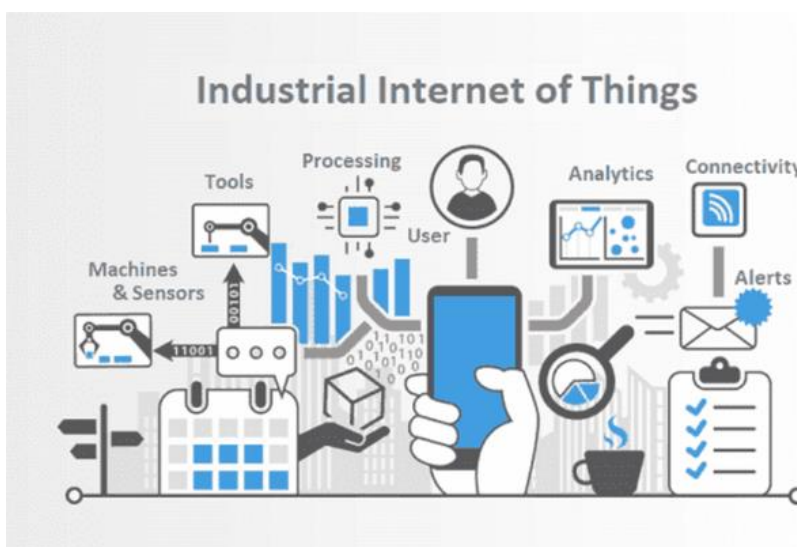 Industrial Internet of Things
Processing
Tools
User
Analytics
Connectivity
Machines
& Sensors
Alerts
00101
11001